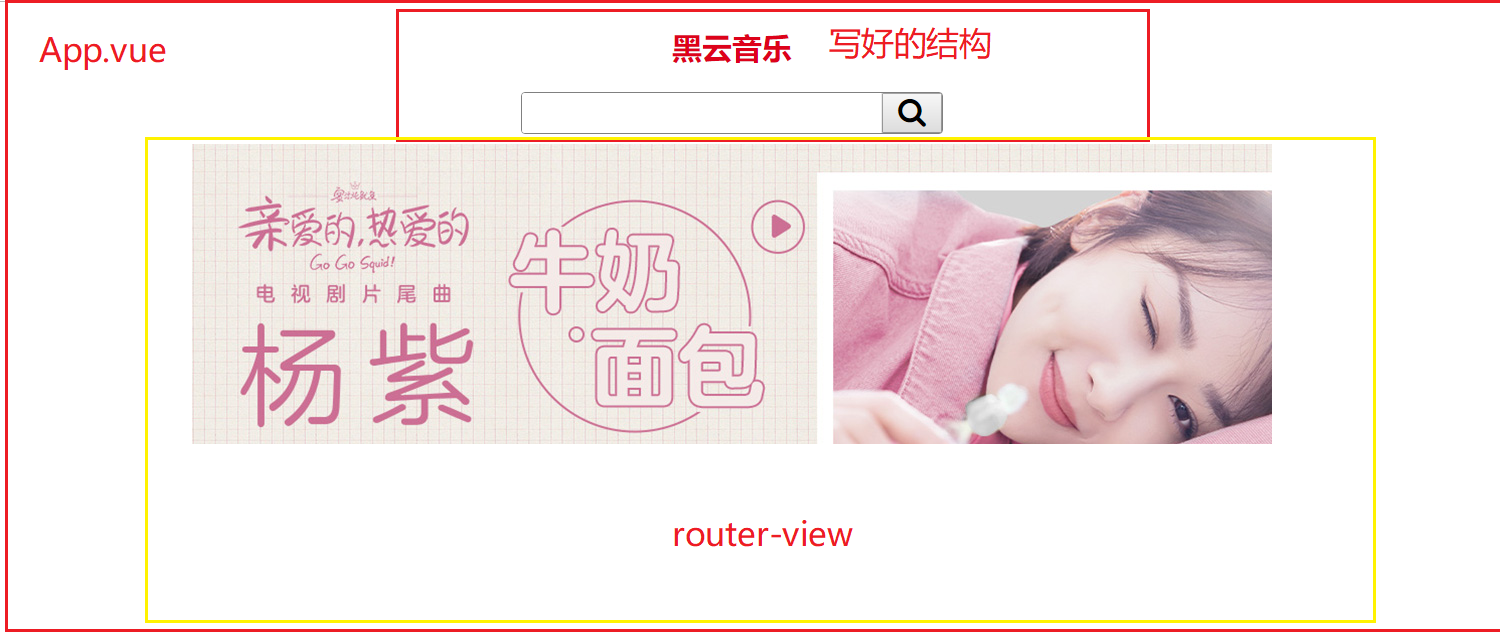 App.vue
黑云音乐 写好的结构
亲爱的,热爱的
Go Go Squid!
电视剧片尾曲
杨紫
牛奶
面包
router-view